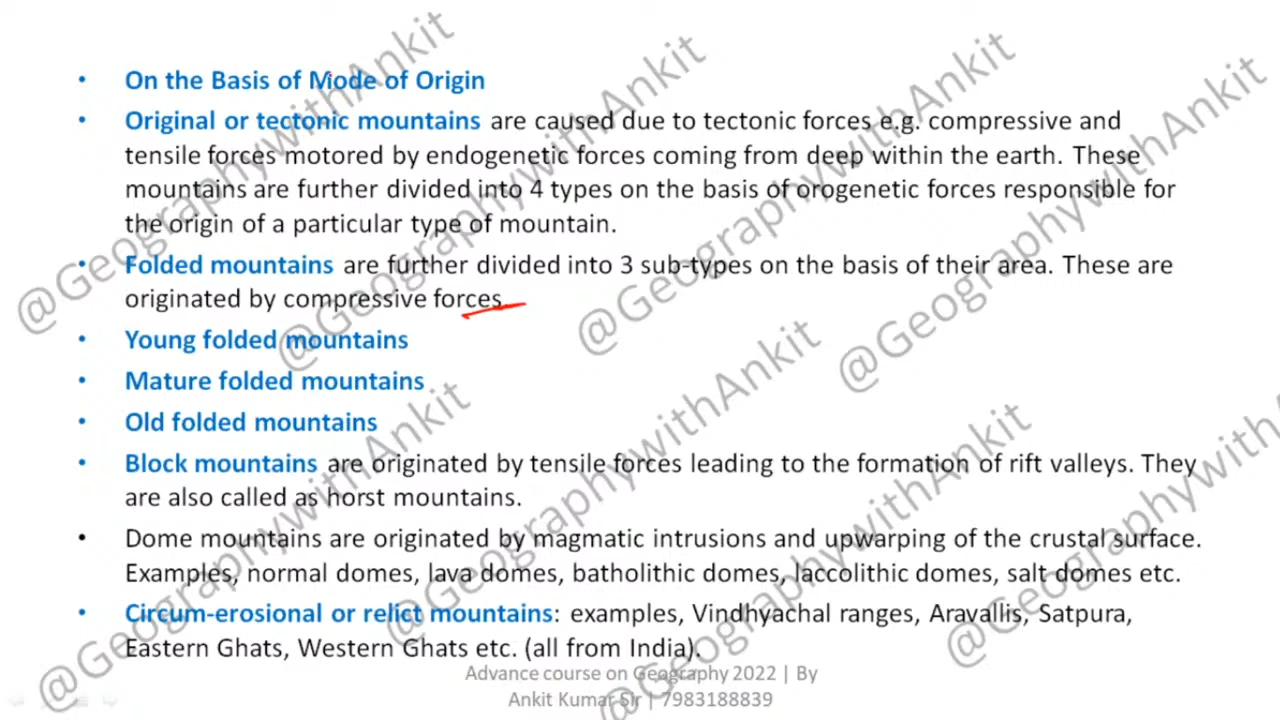 • On the Basis of Mode of Origin
• Original or tectonic mountains are caused due to tectonic forces e.g. compressive and
tensile forces motored by endogenetic forces coming from deep within the earth. These
mountains are further divided into 4 types on the basis of orogenetic forces responsible for
the origin of a particular type of mountain.
• Folded mountains are further divided into 3 sub-types on the basis of their area. These are
originated by compressive forces.
• Young folded mountains
• Mature folded mountains
• Old folded mountains
• Block mountains are originated by tensile forces leading to the formation of rift valleys. They
are also called as horst mountains.
• Dome mountains are originated by magmatic intrusions and upwarping of the crustal surface.
Examples, normal domes, lava domes, batholithic domes, laccolithic domes, salt domes etc.
• Circum-erosional or relict mountains: examples, Vindhyachal ranges, Aravallis, Satpura,
Eastern Ghats, Western Ghats etc. (all from India).
Advance course on Geography 2022 | By
Ankit Kumar Sir | 7983188839
@GeographywithAnkit
@GeographywithAnkit
@GeographywithAnkit
@GeographywithAnkit
@GeographywithAnkit
@GeographywithAnkit
@GeographywithAnkit
@GeographywithAnkit